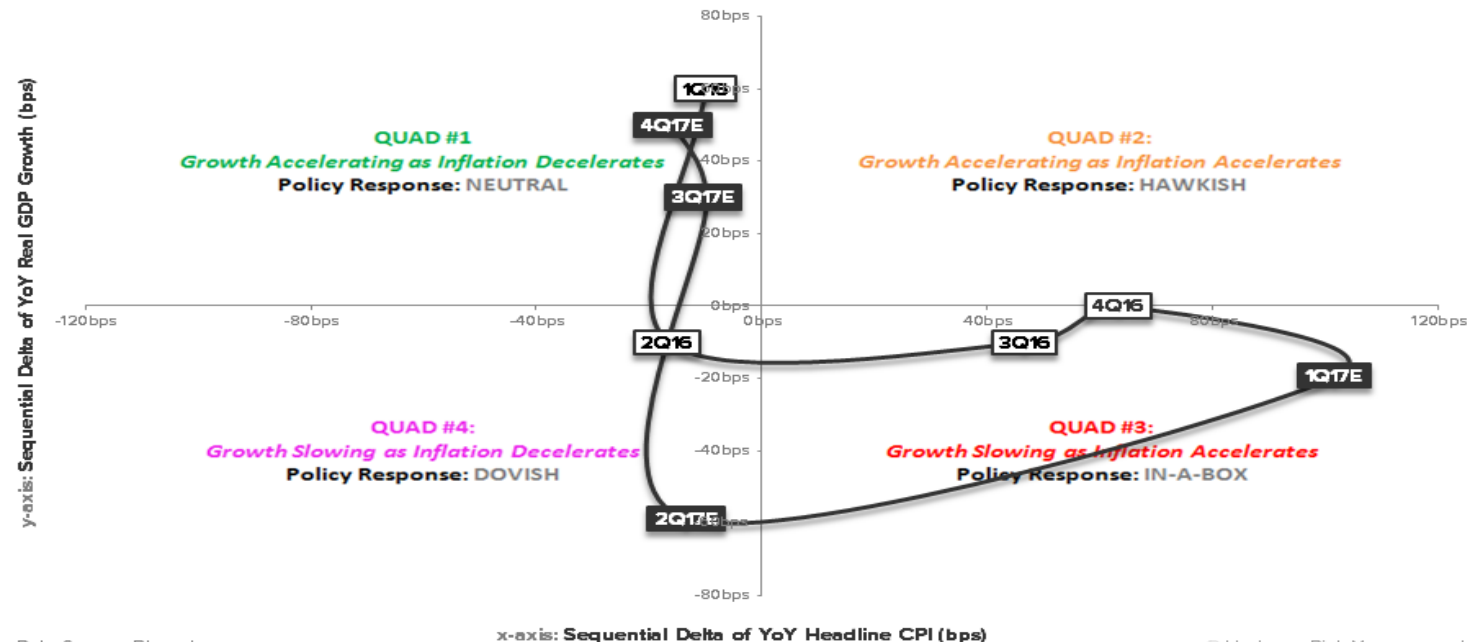 80bps
y-axis: Sequential Delta of YoY Real GDP Growth (bps)
60bps
4Q17E
QUAD #1
Growth Accelerating as Inflation Decelerates
Policy Response: NEUTRAL
QUAD #2:
Growth Accelerating as Inflation Accelerates
Policy Response: HAWKISH
40bps
3Q17E
20bps
0bps
4Q16
-120bps
-80bps
-40bps
0bps
40bps
80bps
120bps
2Q16
3Q16
-20bps
1Q17E
QUAD #4:
Growth Slowing as Inflation Decelerates
Policy Response: DOVISH
QUAD #3:
Growth Slowing as Inflation Accelerates
Policy Response: IN-A-BOX
-40bps
2Q17E
-80bps
x-axis: Sequential Delta of YoY Headline CPI (bps)